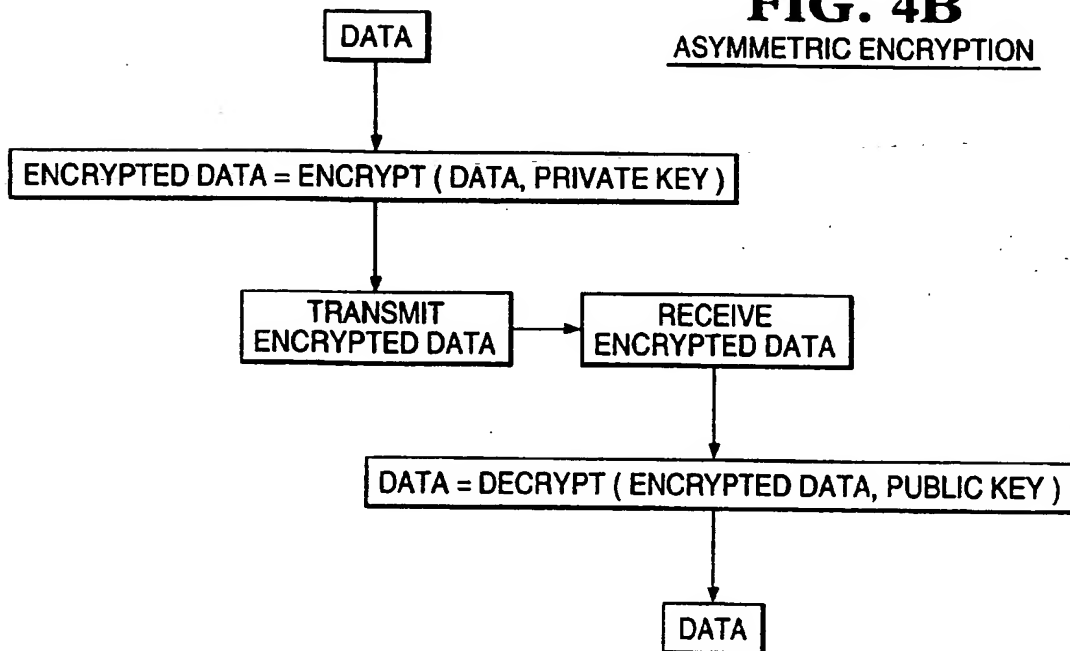 FIG. 4B
ASYMMETRIC ENCRYPTION
DATA
ENCRYPTED DATA = ENCRYPT ( DATA, PRIVATE KEY )
TRANSMIT
ENCRYPTED DATA
RECEIVE
ENCRYPTED DATA
DATA = DECRYPT ( ENCRYPTED DATA, PUBLIC KEY )
DATA